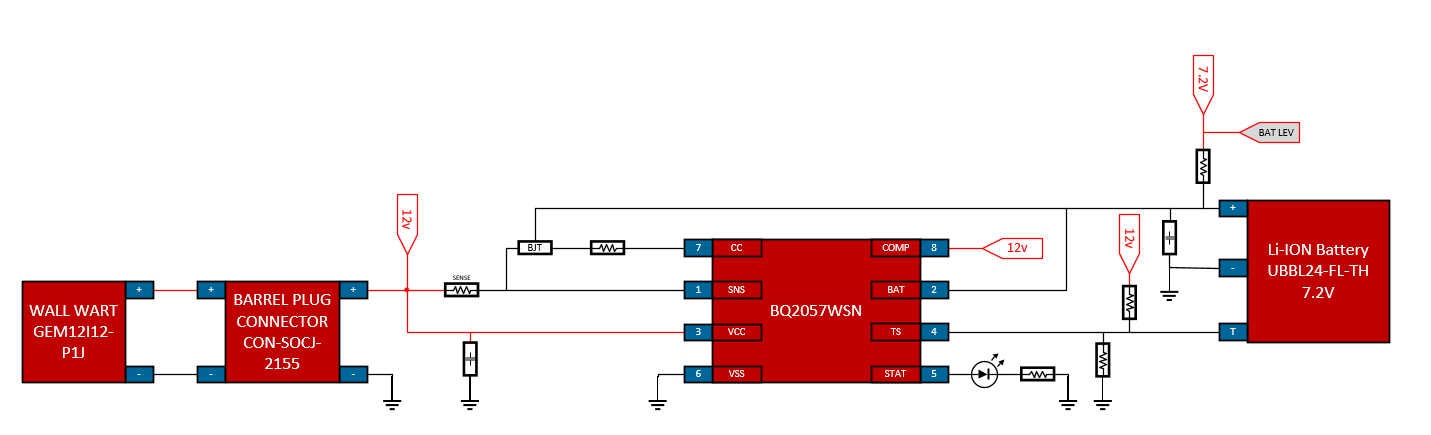 7.2V
BAT LEV
12v
12v
+
BJT
7
CC
COMP
8
12v
Li-ION Battery
UBBL24-FL-TH
7.2V
-
SENSE
WALL WART
GEM12I12-
P1J
+
+
BARREL PLUG
CONNECTOR
CON-SOCJ-
2155
+
1
SNS
BAT
2
BQ2057WSN
3
VCC
TS
4
T
-
-
-
6
VSS
STAT
5